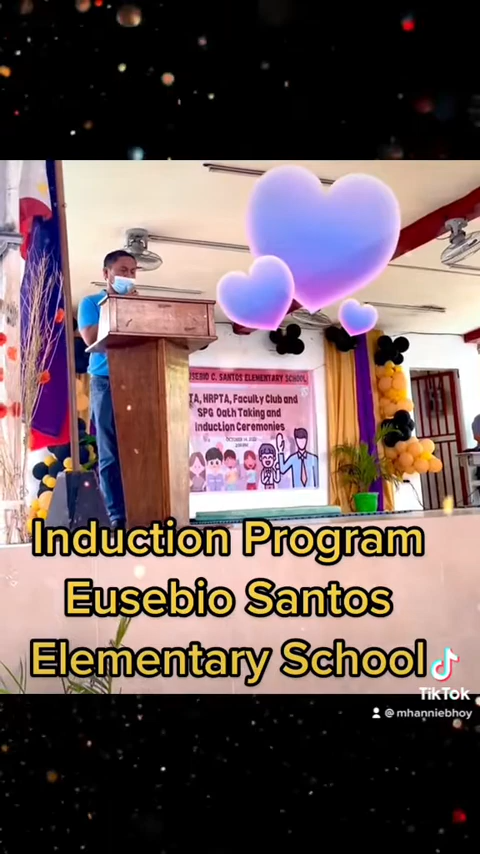 USEBIO C. SANTOS ELEMENTARY SCHOOL
TA, HRPTA, Faculty Club and
SPG Oath Taking and
Induction Ceremonies
Induction Program
Eusebio Santos
Elementary School
TikTok
@mhanniebhoy